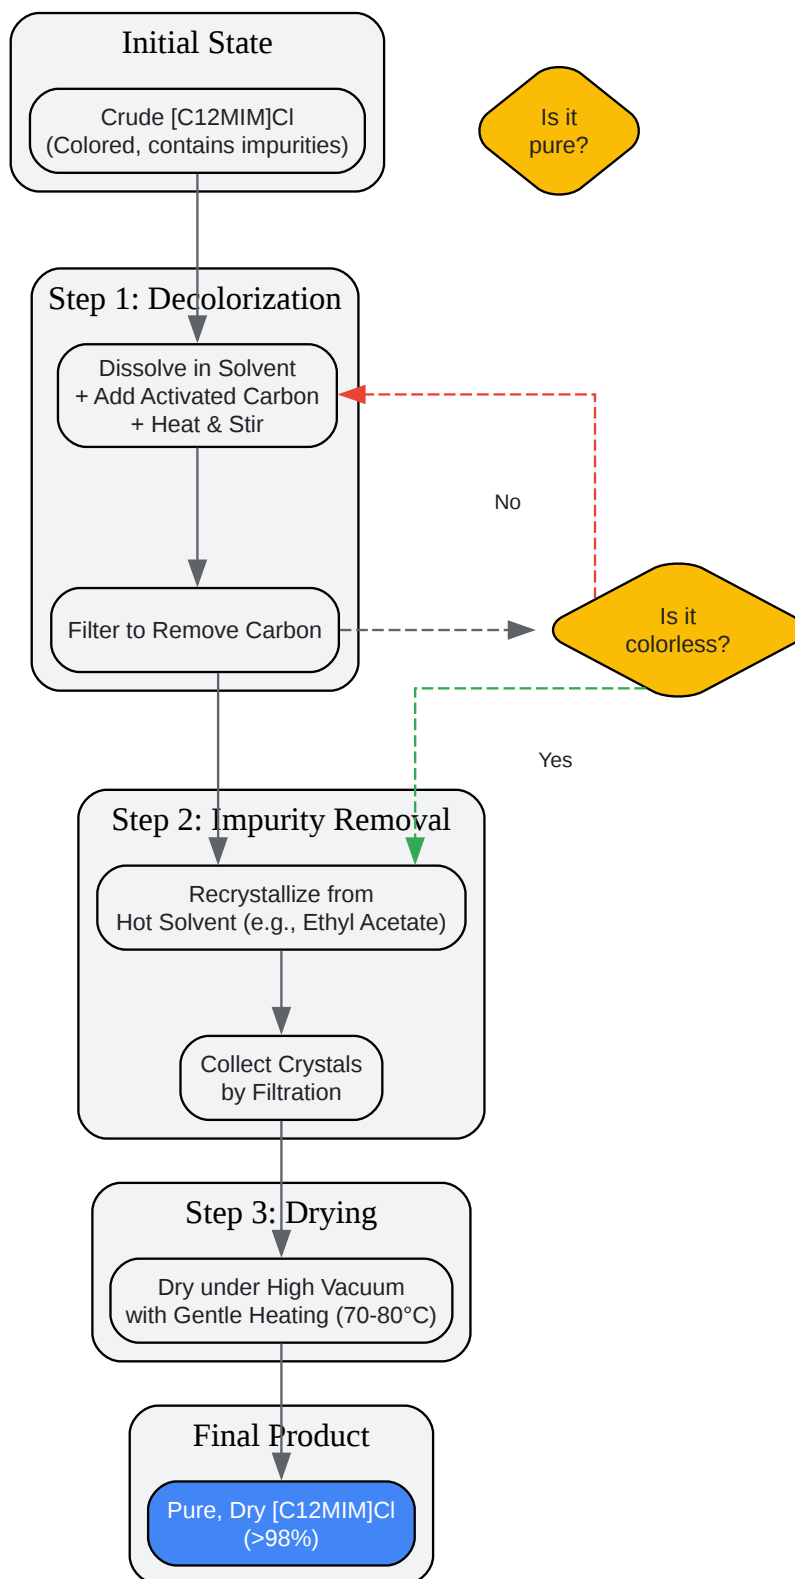 Initial State
Crude [C12MIM]Cl
(Colored, contains impurities)
Is it
pure?
Step 1: Decolorization
Dissolve in Solvent
+ Add Activated Carbon
+ Heat & Stir
No
Filter to Remove Carbon
Is it
colorless?
Yes
Step 2: Impurity Removal
Recrystallize from
Hot Solvent (e.g., Ethyl Acetate)
Collect Crystals
by Filtration
Step 3: Drying
Dry under High Vacuum
with Gentle Heating (70-80°C)
Final Product
Pure, Dry [C12MIM]Cl
(>98%)